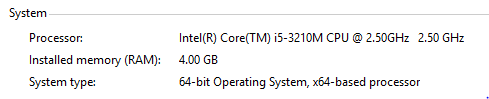 System
Processor: Intel(R) Core(TM) i5-3210M CPU @ 2.50GHz 2.50 GHz
Installed memory (RAM): 4.00 GB
System type: 64-bit Operating System, x64-based processor